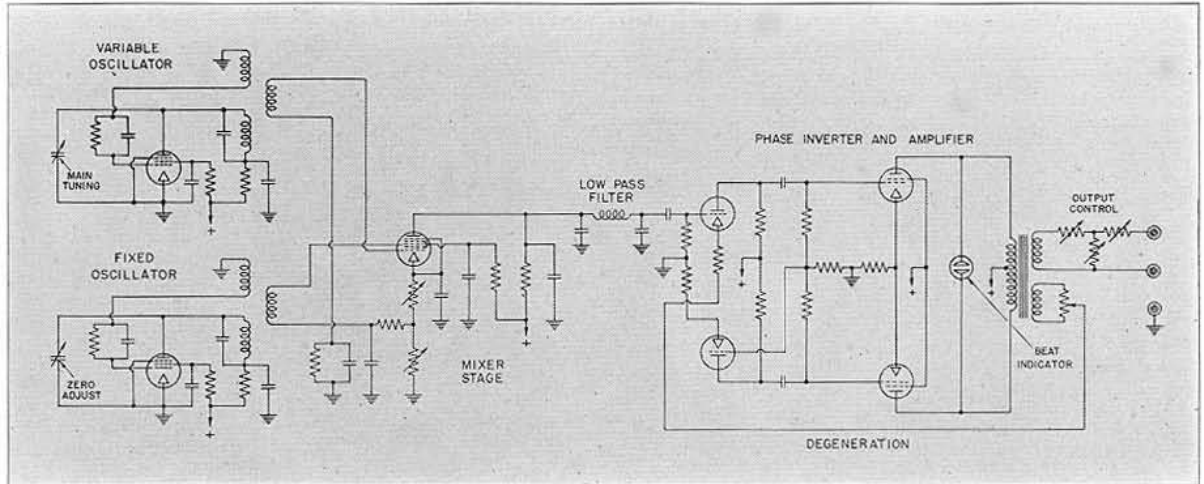 VARIABLE
OSCILLATOR
MAIN
TUNING
FIXED
OSCILLATOR
ZERO
ADJUST
MIXER
STAGE
LOW PASS
FILTER
PHASE INVERTER AND AMPLIFIER
OUTPUT
CONTROL
BEAT
INDICATOR
DEGENERATION